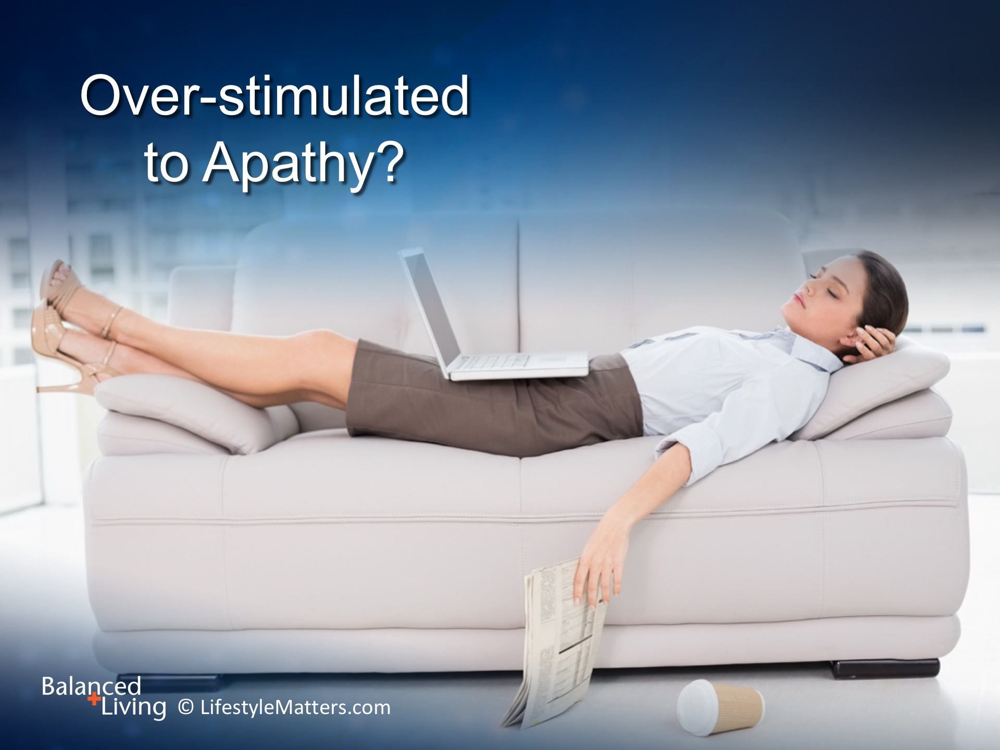 Over-stimulated
to Apathy?
Balanced
Living © LifestyleMatters.com